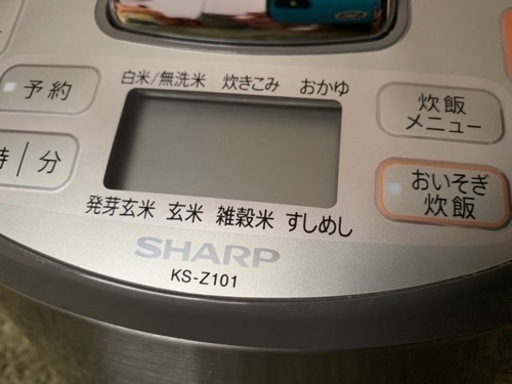 予約
白米/無洗米 炊きこみ おかゆ
炊飯
メニュー
時|分
おいそぎ
炊飯
発芽玄米 玄米 雑穀米 すしめし
SHARP
KS-Z101